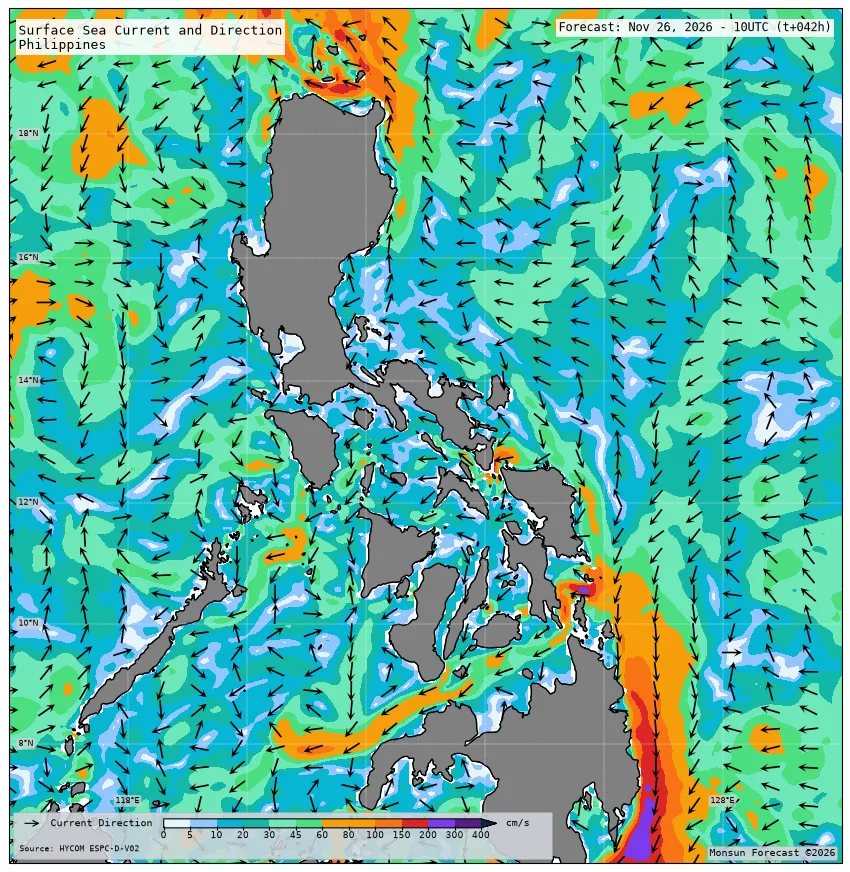 Surface Sea Current and Direction
Philippines
Forecast: Nov 26, 2026 - 10UTC (t+042h)
18°N
16°N
14°N
12°N
10°N
8°N
118°E
128°E
Current Direction
0 5 10 20 30 45 60 80 100 150 200 300 400
cm/s
Source: HYCOM ESPC-D-V02
Monsun Forecast ©2026